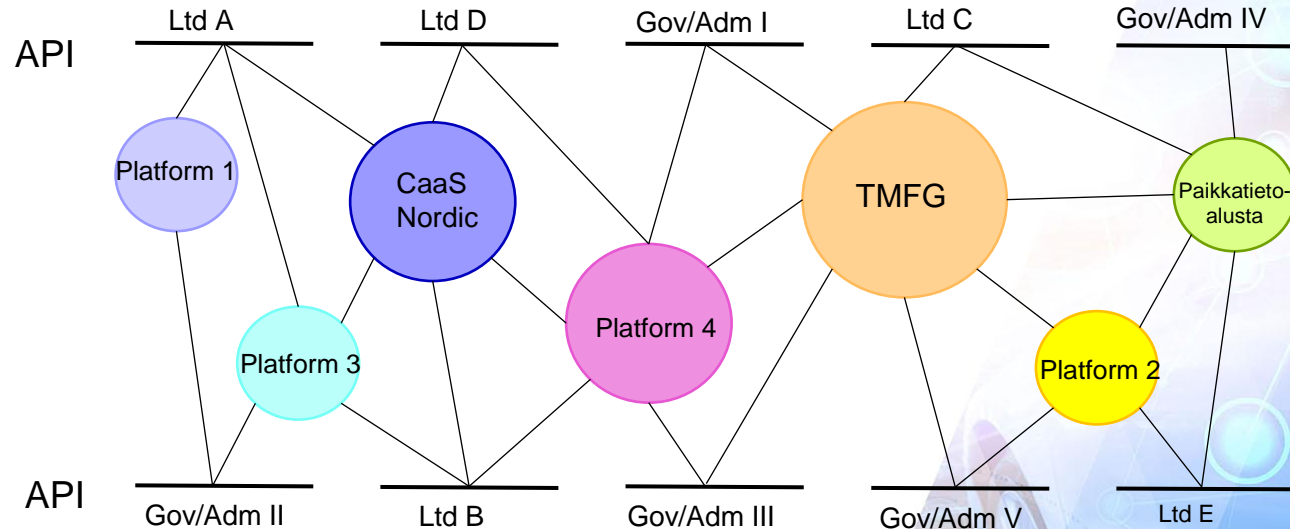 Ltd A
Ltd D
Gov/Adm I
Ltd C
Gov/Adm IV
API
Platform 1
CaaS
Nordic
TMFG
Paikkatieto-
alusta
Platform 4
Platform 3
Platform 2
API
Gov/Adm II
Ltd B
Gov/Adm III
Gov/Adm V
Ltd E